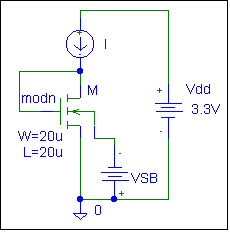 +
I
-
M
modn
W=20u
L=20u
+
Vdd
3.3V
-
-
VSB
+
0